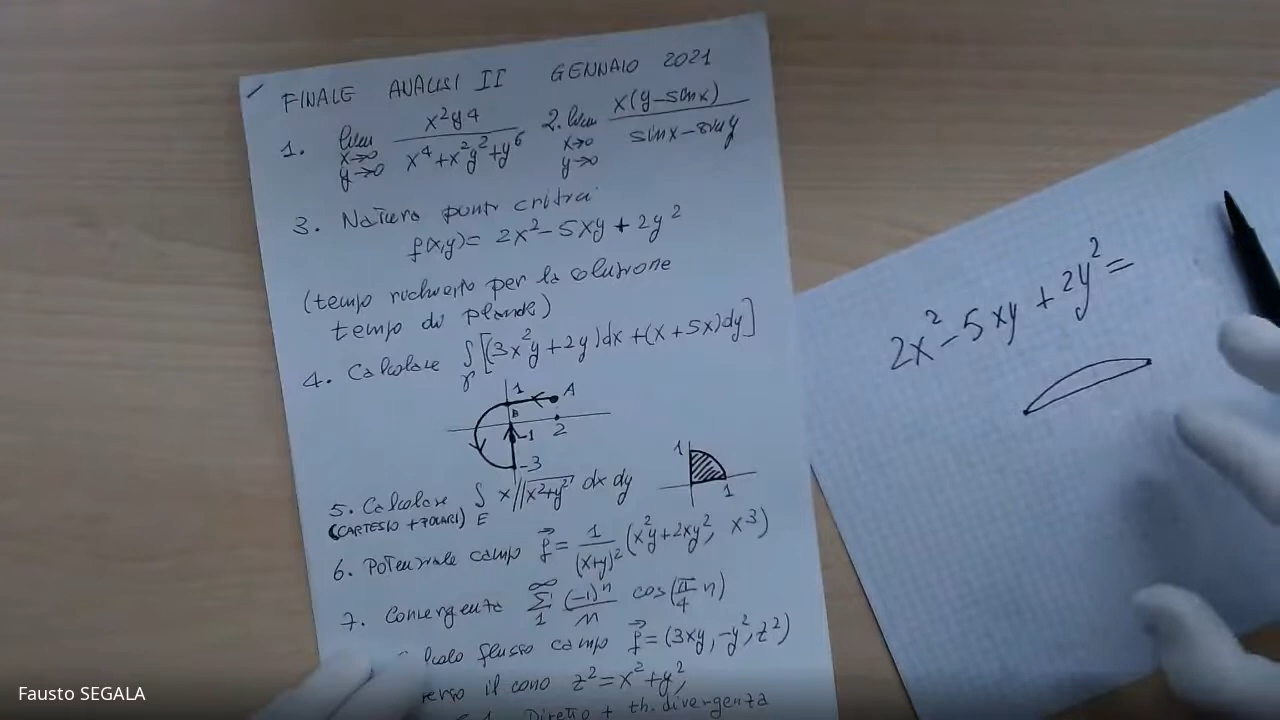 FINALE ANALISI II GENNAIO 2021
1. lim x→0 y→0 x²y⁴ / x⁴+x²y²+y⁶ 2. lim x→0 y→0 x(y-sinx) / sinx-siny
3. Natura punti critici
f(x,y)= 2x²-5xy+2y²
(tempo richiesto per la soluzione
tempo di planck)
4. Calcolare ∫γ [(3x²y+2y)dx+(x+5x)dy]
1 A
B
-1 2
-3
5. Calcolare ∫E x√x²+y² dx dy 1 1
(CARTESIO + POLARI)
6. Potenziale campo f⃗= 1/(x+y)² (x²y+2xy², x³)
7. Convergenza ∑₁^∞ (-1)ⁿ/n cos(π/4 n)
flusso campo f⃗=(3xy,-y²,z²)
il cono z²=x²+y²,
Diretto + th. divergenza
2x²-5xy+2y²=
Fausto SEGALA